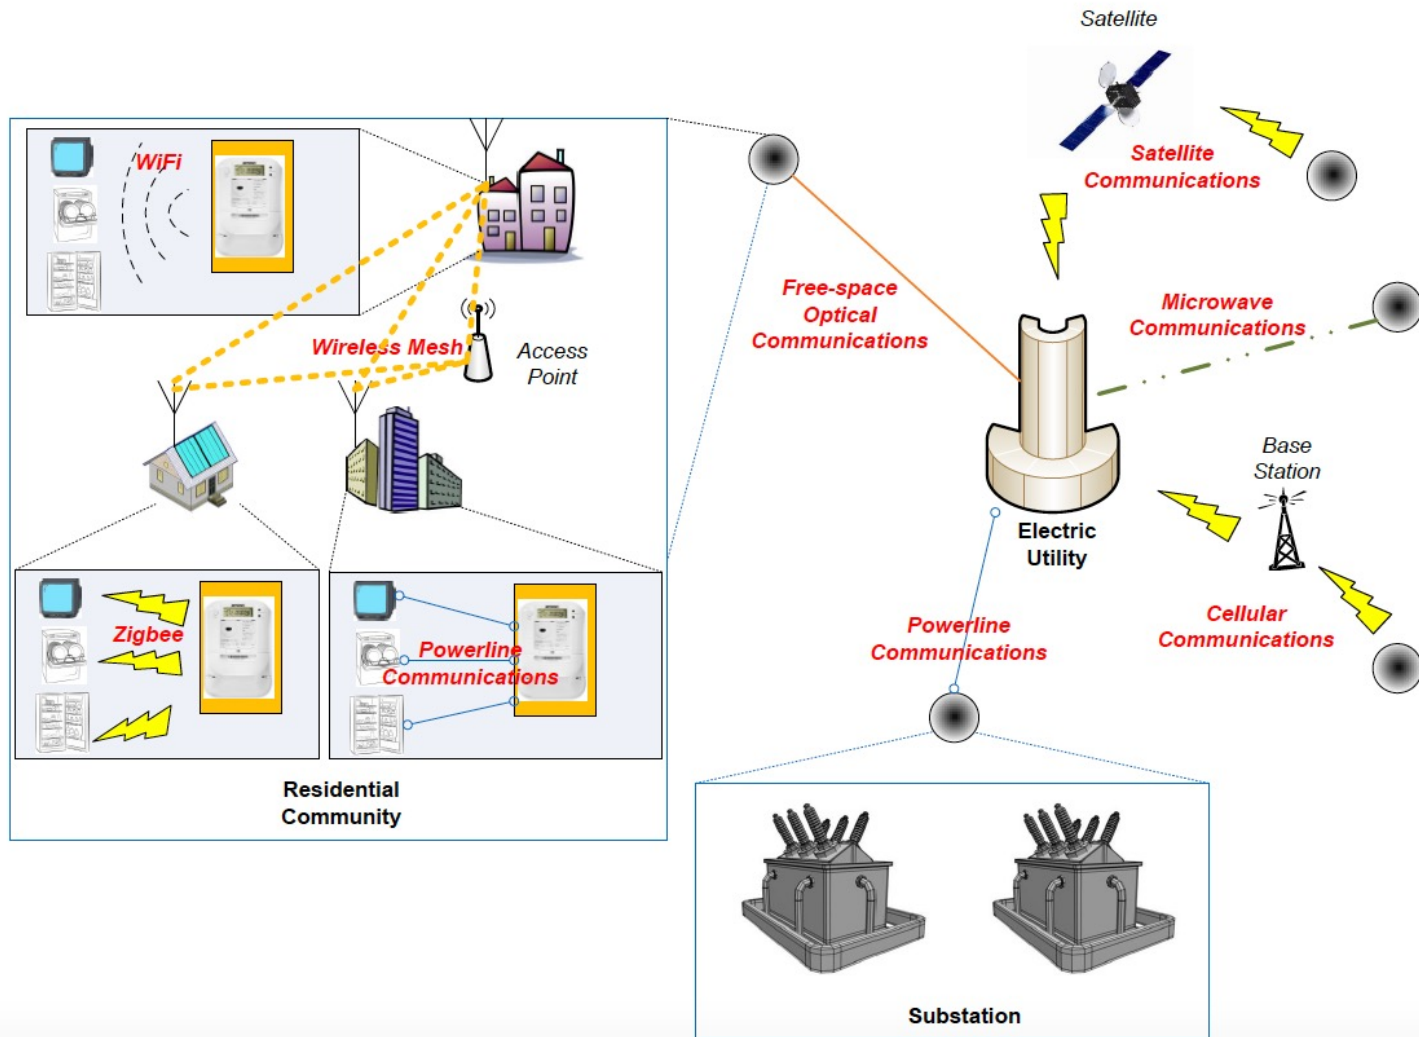 Satellite
WiFi
Satellite
Communications
Free-space
Optical
Communications
Microwave
Communications
Wireless Mesh
Access
Point
Base
Station
Electric
Utility
Zigbee
Powerline
Communications
Powerline
Communications
Cellular
Communications
Residential
Community
Substation